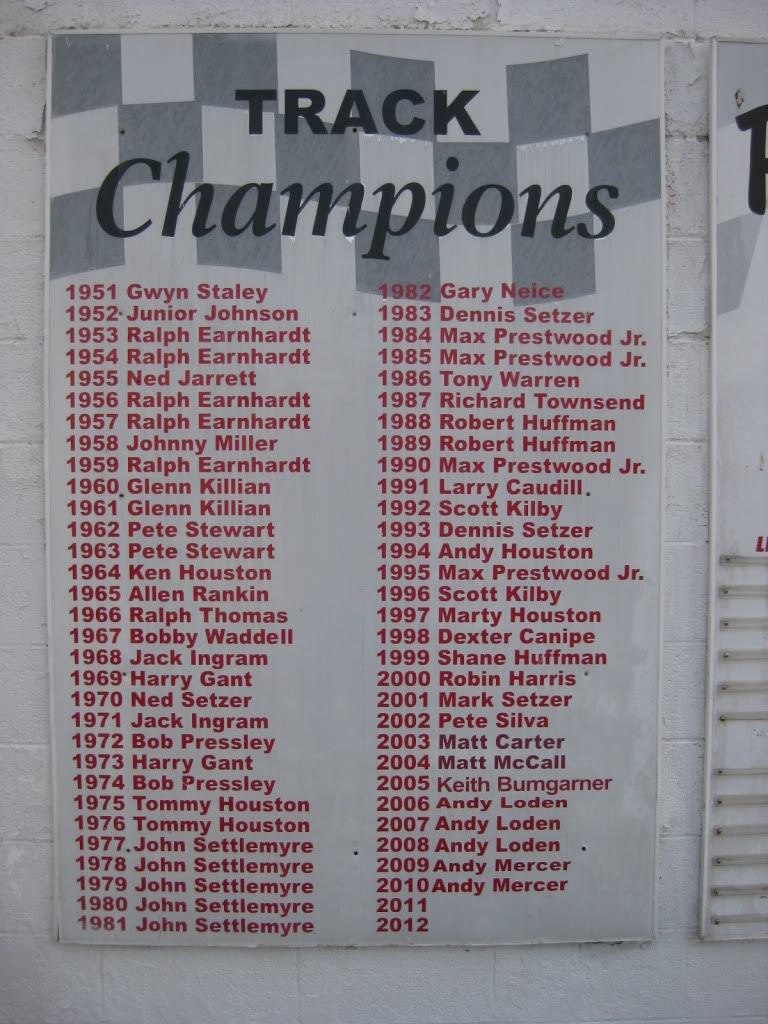 TRACK
Champions
1951 Gwyn Staley
1952 Junior Johnson
1953 Ralph Earnhardt
1954 Ralph Earnhardt
1955 Ned Jarrett
1956 Ralph Earnhardt
1957 Ralph Earnhardt
1958 Johnny Miller
1959 Ralph Earnhardt
1960 Glenn Killian
1961 Glenn Killian
1962 Pete Stewart
1963 Pete Stewart
1964 Ken Houston
1965 Allen Rankin
1966 Ralph Thomas
1967 Bobby Waddell
1968 Jack Ingram
1969 Harry Gant
1970 Ned Setzer
1971 Jack Ingram
1972 Bob Pressley
1973 Harry Gant
1974 Bob Pressley
1975 Tommy Houston
1976 Tommy Houston
1977 John Settlemyre
1978 John Settlemyre
1979 John Settlemyre
1980 John Settlemyre
1981 John Settlemyre
1982 Gary Neice
1983 Dennis Setzer
1984 Max Prestwood Jr.
1985 Max Prestwood Jr.
1986 Tony Warren
1987 Richard Townsend
1988 Robert Huffman
1989 Robert Huffman
1990 Max Prestwood Jr.
1991 Larry Caudill
1992 Scott Kilby
1993 Dennis Setzer
1994 Andy Houston
1995 Max Prestwood Jr.
1996 Scott Kilby
1997 Marty Houston
1998 Dexter Canipe
1999 Shane Huffman
2000 Robin Harris
2001 Mark Setzer
2002 Pete Silva
2003 Matt Carter
2004 Matt McCall
2005 Keith Bumgarner
2006 Andy Loden
2007 Andy Loden
2008 Andy Loden
2009 Andy Mercer
2010 Andy Mercer
2011
2012